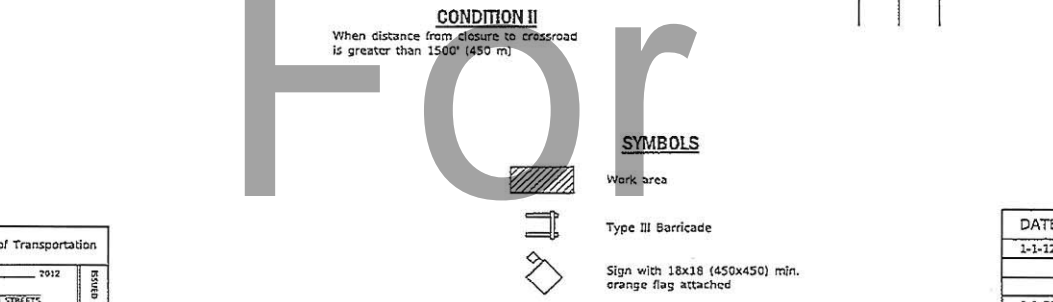 CONDITION II
When distance from closure to crossroad
is greater than 1500' (450 m)
For
SYMBOLS
Work area
Type III Barricade
Sign with 18x18 (450x450) min.
orange flag attached
of Transportation
2012
ISSUED
STREETS
DATE
1-1-12